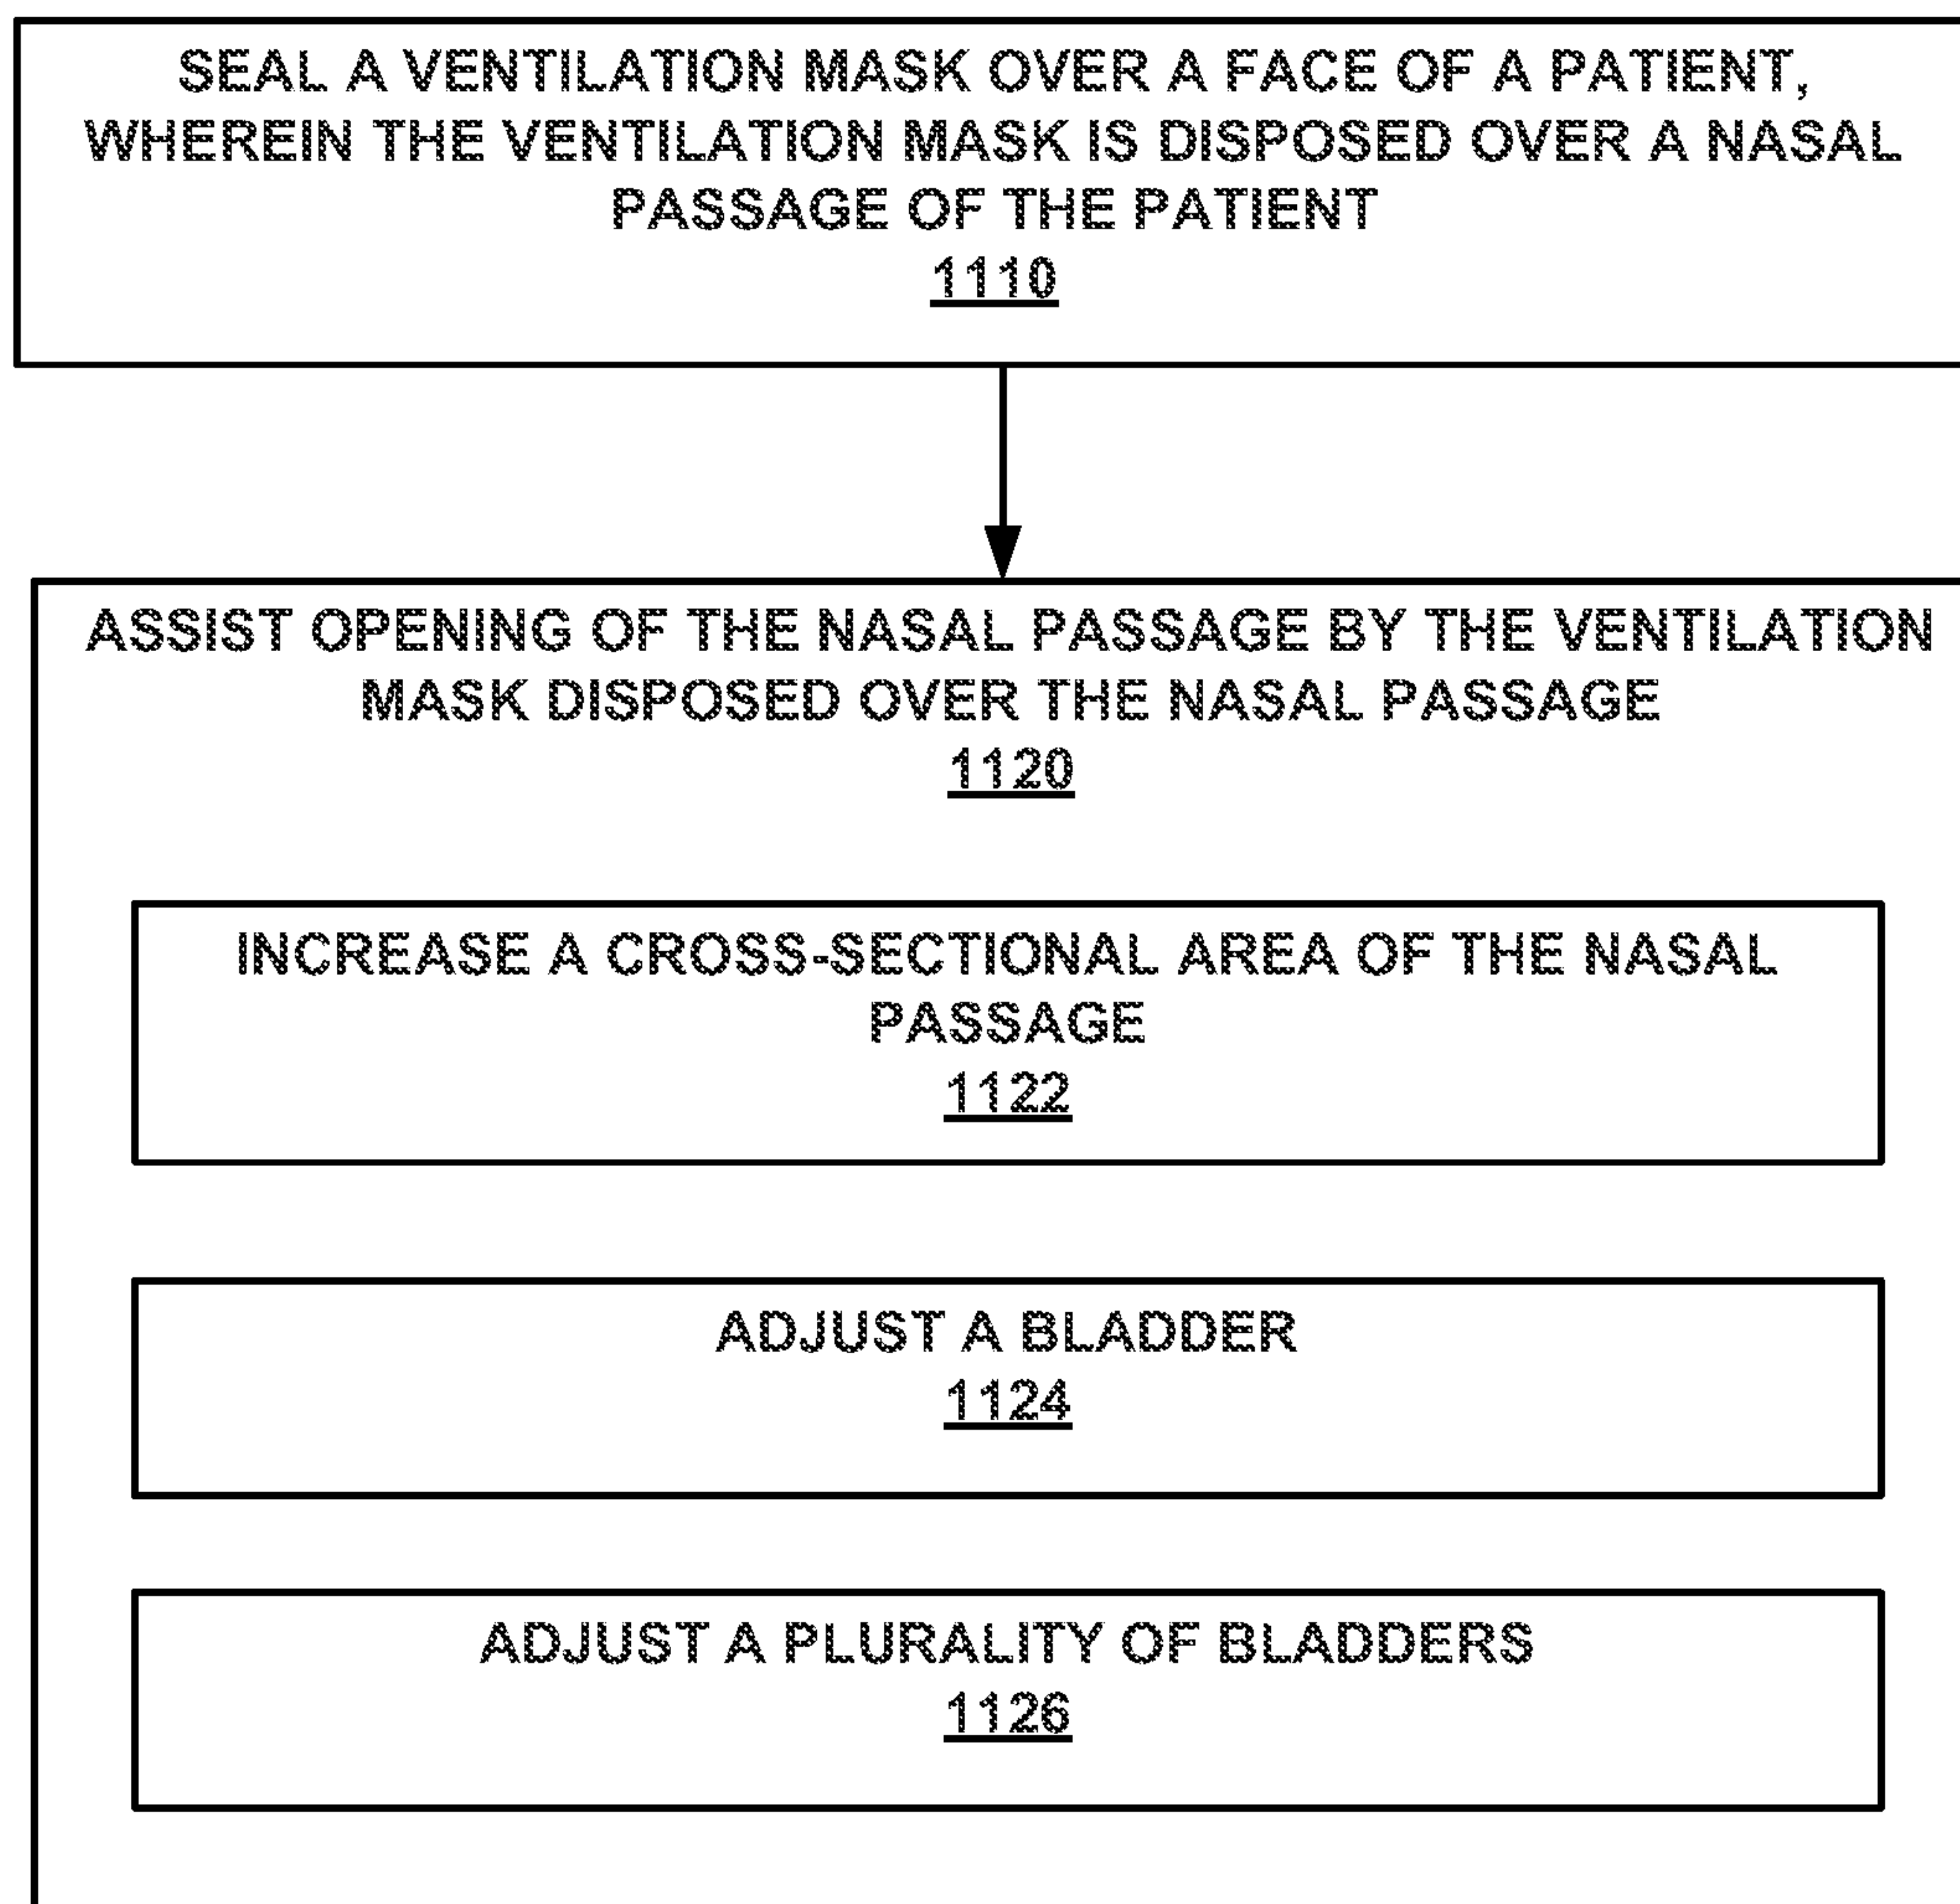 SEAL A VENTILATION MASK OVER A FACE OF A PATIENT,
WHEREIN THE VENTILATION MASK IS DISPOSED OVER A NASAL
PASSAGE OF THE PATIENT
1110
ASSIST OPENING OF THE NASAL PASSAGE BY THE VENTILATION
MASK DISPOSED OVER THE NASAL PASSAGE
1120
INCREASE A CROSS-SECTIONAL AREA OF THE NASAL
PASSAGE
1122
ADJUST A BLADDER
1124
ADJUST A PLURALITY OF BLADDERS
1126